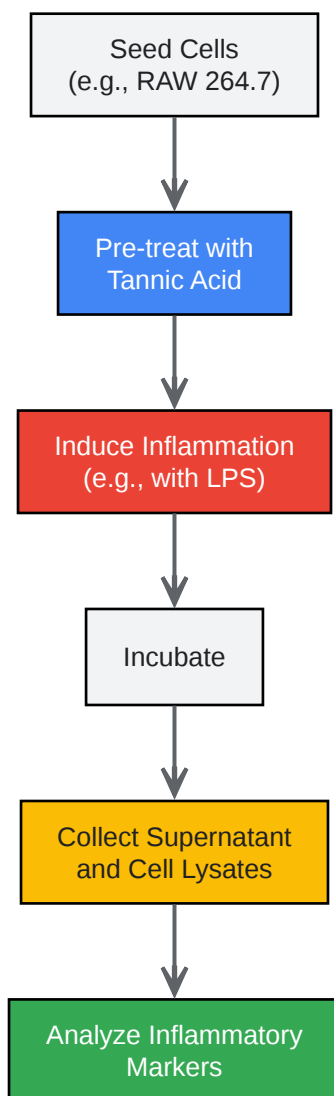 Seed Cells
(e.g., RAW 264.7)
Pre-treat with
Tannic Acid
Induce Inflammation
(e.g., with LPS)
Incubate
Collect Supernatant
and Cell Lysates
Analyze Inflammatory
Markers